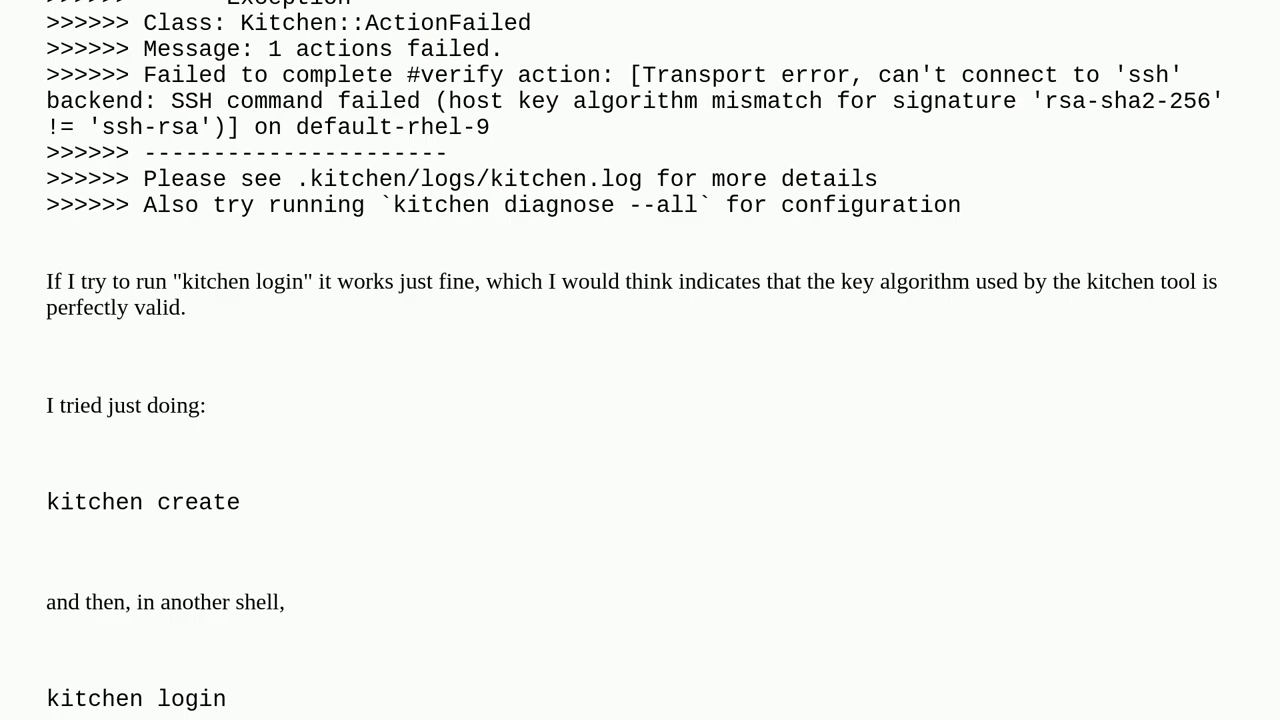 >>>>>> Exception
>>>>>> Class: Kitchen::ActionFailed
>>>>>> Message: 1 actions failed.
>>>>>> Failed to complete #verify action: [Transport error, can't connect to 'ssh'
backend: SSH command failed (host key algorithm mismatch for signature 'rsa-sha2-256'
!= 'ssh-rsa')] on default-rhel-9
>>>>>> ----------------------
>>>>>> Please see .kitchen/logs/kitchen.log for more details
>>>>>> Also try running `kitchen diagnose --all` for configuration
If I try to run "kitchen login" it works just fine, which I would think indicates that the key algorithm used by the kitchen tool is
perfectly valid.
I tried just doing:
kitchen create
and then, in another shell,
kitchen login